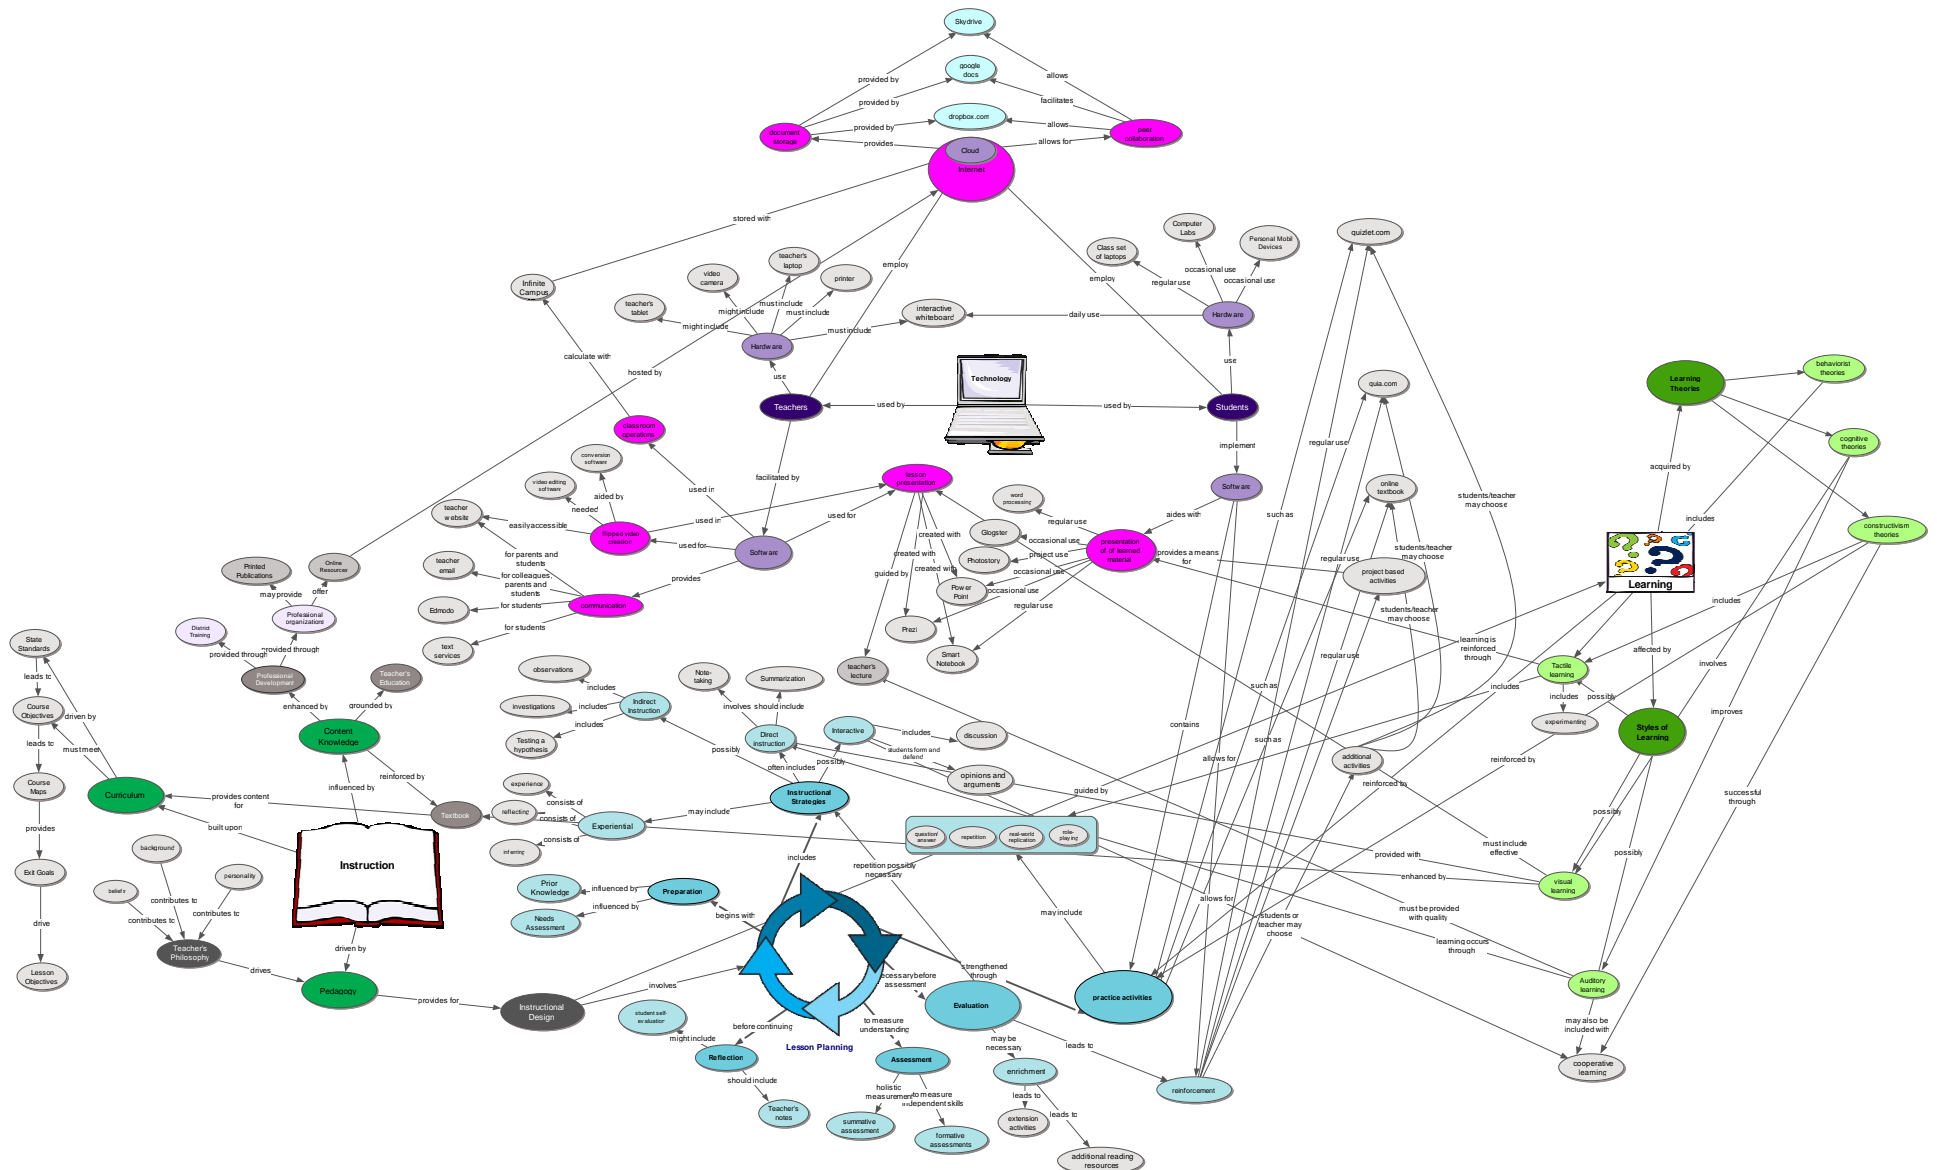 Skydrive
google
docs
dropbox.com
provided by
provided by
provided by
provides
allows
facilitates
allows
allows for
document
storage
peer
collaboration
Cloud
Internet
stored with
employ
employ
hosted by
Infinite
Campus
calculate with
classroom
operations
teacher's
laptop
video
camera
printer
teacher's
tablet
might include
might include
must include
must include
must include
Hardware
use
Teachers
interactive
whiteboard
daily use
Class set
of laptops
Computer
Labs
Personal Mobil
Devices
regular use
occasional use
occasional use
Hardware
use
Students
Technology
used by
used by
implement
Software
aides with
facilitated by
used in
conversion
software
video editing
software
aided by
needed
teacher
website
easily accessible
flipped video
creation
used in
used for
used for
Software
provides
lesson
presentation
for parents and
students
teacher
email
for colleagues,
parents and
students
Edmodo
for students
communication
for students
text
services
guided by
created with
created with
created with
word
processing
regular use
Glogster
occasional use
Photostory
project use
Power
Point
occasional use
occasional use
Prezi
regular use
Smart
Notebook
presentation
of of learned
material
provides a means
for
teacher's
lecture
quizlet.com
quia.com
online
textbook
project based
activities
regular use
regular use
regular use
such as
such as
such as
students/teacher
may choose
students/teacher
may choose
students/teacher
may choose
additional
activities
contains
allows for
Learning
Theories
behaviorist
theories
cognitive
theories
constructivism
theories
acquired by
includes
includes
Learning
affected by
involves
improves
successful
through
Tactile
learning
learning is
reinforced
through
includes
includes
experimenting
possibly
Styles of
Learning
possibly
possibly
reinforced by
reinforced by
must include
effective
visual
learning
provided with
enhanced by
must be provided
with quality
learning occurs
through
Auditory
learning
may also be
included with
cooperative
learning
Printed
Publications
Online
Resources
may provide
offer
Professional
organizations
District
Training
provided through
provided through
Professional
Development
Teacher's
Education
enhanced by
grounded by
Content
Knowledge
reinforced by
influenced by
Textbook
provides content
for
Curriculum
built upon
must meet
driven by
State
Standards
leads to
Course
Objectives
leads to
Course
Maps
provides
Exit Goals
drive
Lesson
Objectives
Instruction
background
beliefs
personality
contributes to
contributes to
contributes to
Teacher's
Philosophy
drives
driven by
Pedagogy
provides for
Instructional
Design
involves
observations
includes
investigations
includes
includes
Testing a
hypothesis
Indirect
Instruction
possibly
Note-
taking
Summarization
involves
should include
Direct
instruction
often includes
Interactive
possibly
includes
discussion
students form and
defend
opinions and
arguments
guided by
Instructional
Strategies
may include
Experiential
experience
consists of
reflecting
consists of
inferring
consists of
question/
answer
repetition
real-world
replication
role-
playing
includes
repetition possibly
necessary
may include
allows for
students or
teacher may
choose
Prior
Knowledge
influenced by
Preparation
influenced by
Needs
Assessment
begins with
Lesson Planning
strengthened
through
assessment
Evaluation
practice activities
to measure
understanding
before continuing
student self-
evaluation
might include
Reflection
should include
Teacher's
notes
Assessment
holistic
measurement
to measure
summative
assessment
formative
assessments
may be
necessary
leads to
enrichment
leads to
leads to
extension
activities
additional reading
resources
reinforcement